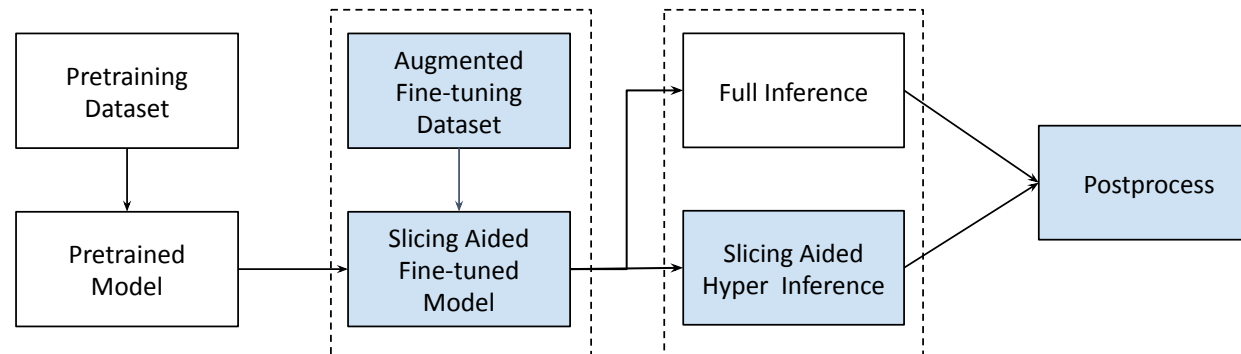 Pretraining
Dataset
Pretrained
Model
Augmented
Fine-tuning
Dataset
Slicing Aided
Fine-tuned
Model
Full Inference
Slicing Aided
Hyper Inference
Postprocess